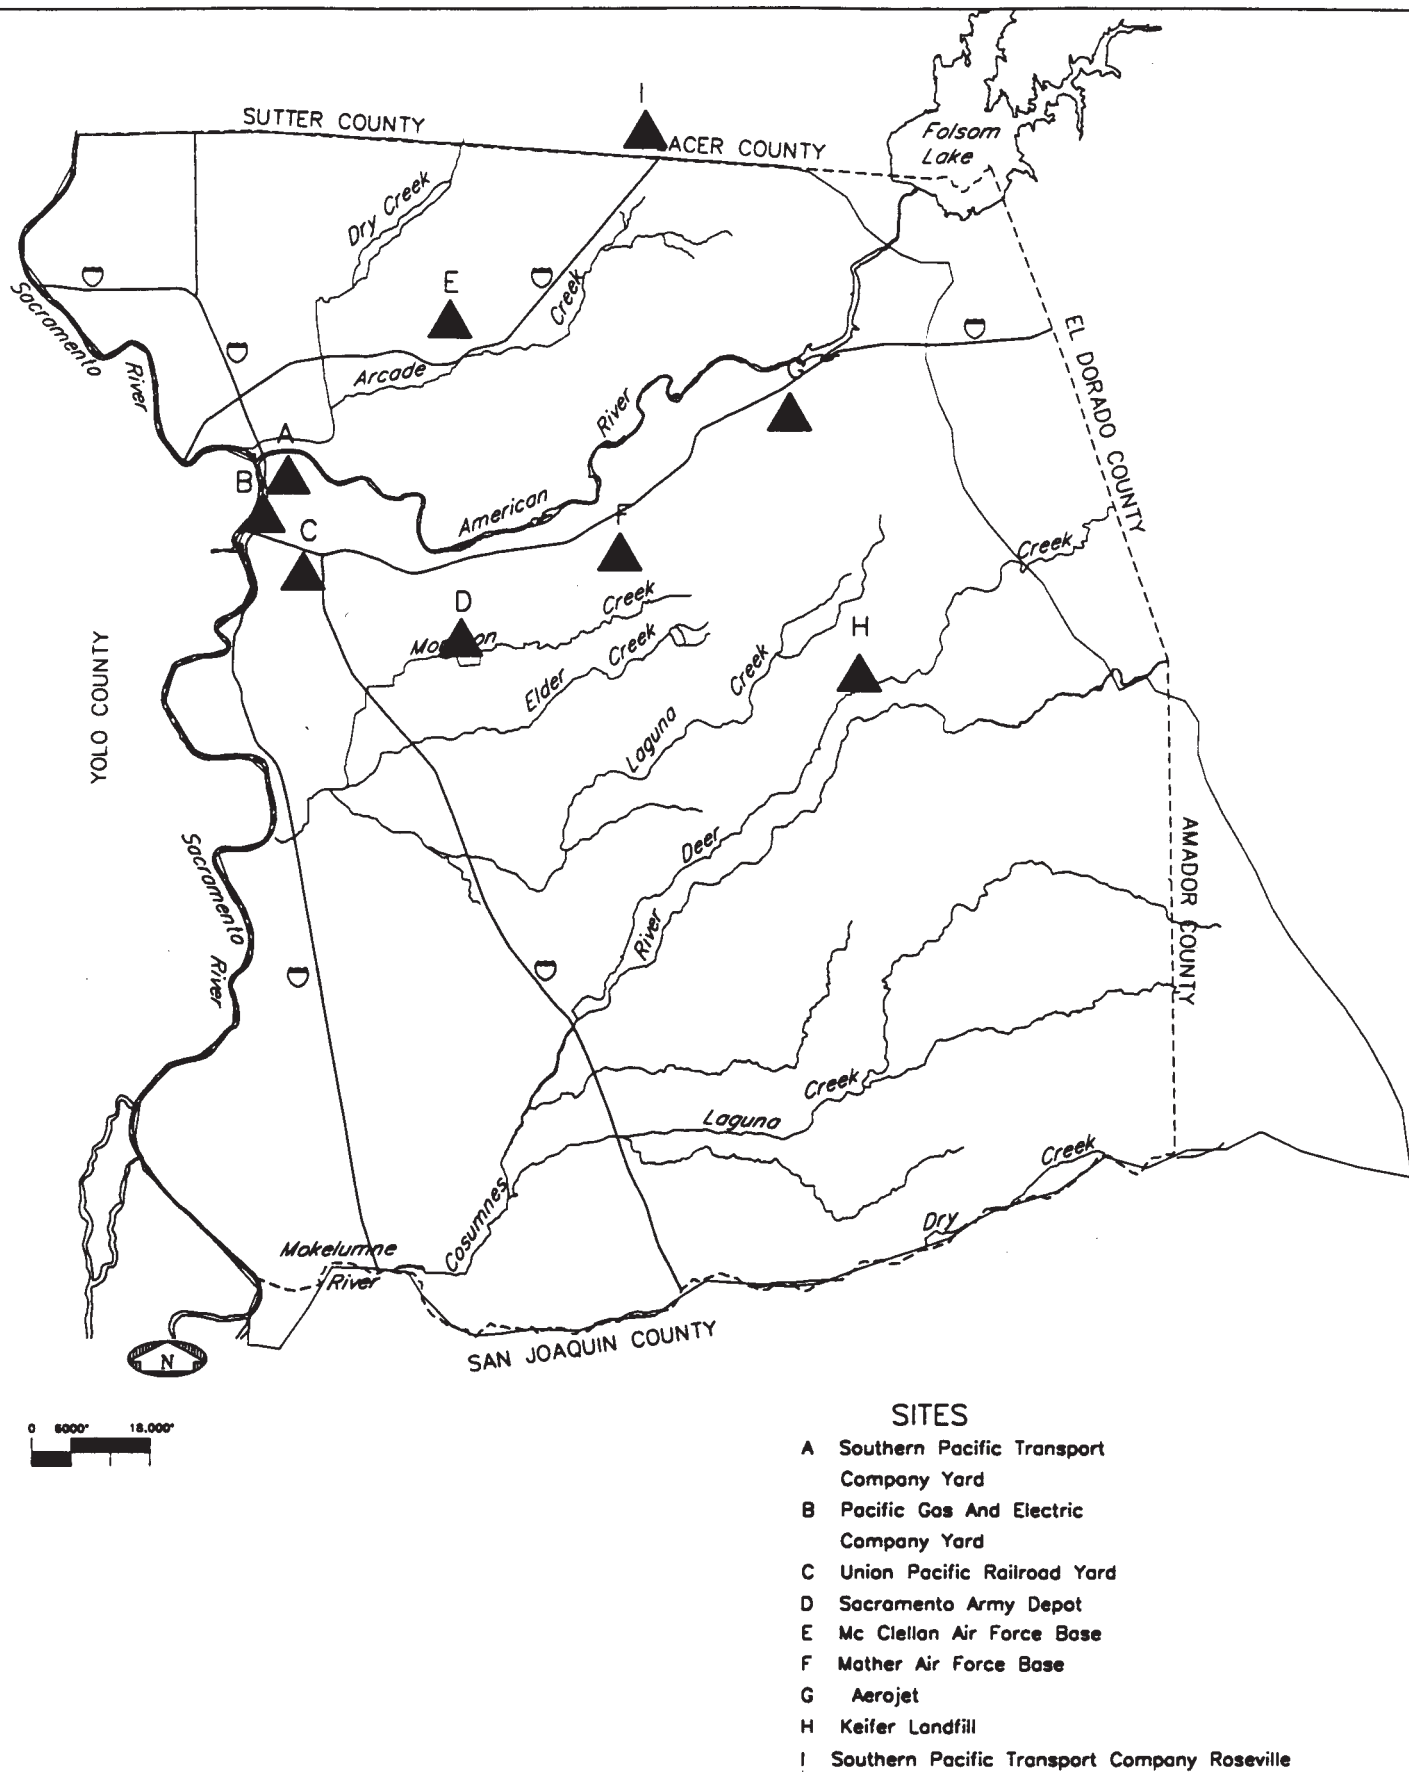 I
SUTTER COUNTY
ACER COUNTY
Folsom
Lake
Dry Creek
E
Creek
Sacramento
River
Arcade
EL DORADO COUNTY
G
River
A
B
American
C
F
Creek
D
Creek
Creek
H
Elder
Creek
YOLO COUNTY
Laguna
Deer
AMADOR COUNTY
Sacramento
River
River
Creek
Laguna
Creek
Cosumnes
Dry
Mokelumne
River
N
SAN JOAQUIN COUNTY
0 6000" 18.000"
SITES
A Southern Pacific Transport
Company Yard
B Pacific Gas And Electric
Company Yard
C Union Pacific Railroad Yard
D Sacramento Army Depot
E Mc Clellan Air Force Base
F Mather Air Force Base
G Aerojet
H Keifer Landfill
I Southern Pacific Transport Company Roseville